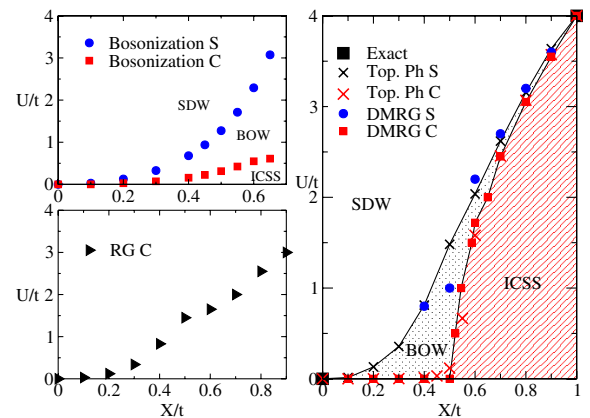 4
3
2
1
0
U/t
Bosonization S
Bosonization C
SDW
BOW
ICSS
0 0.2 0.4 0.6
4
3
2
1
0
U/t
RG C
0 0.2 0.4 0.6 0.8
X/t
4
3
2
1
0
U/t
Exact
Top. Ph S
Top. Ph C
DMRG S
DMRG C
SDW
ICSS
BOW
0 0.2 0.4 0.6 0.8 1
X/t